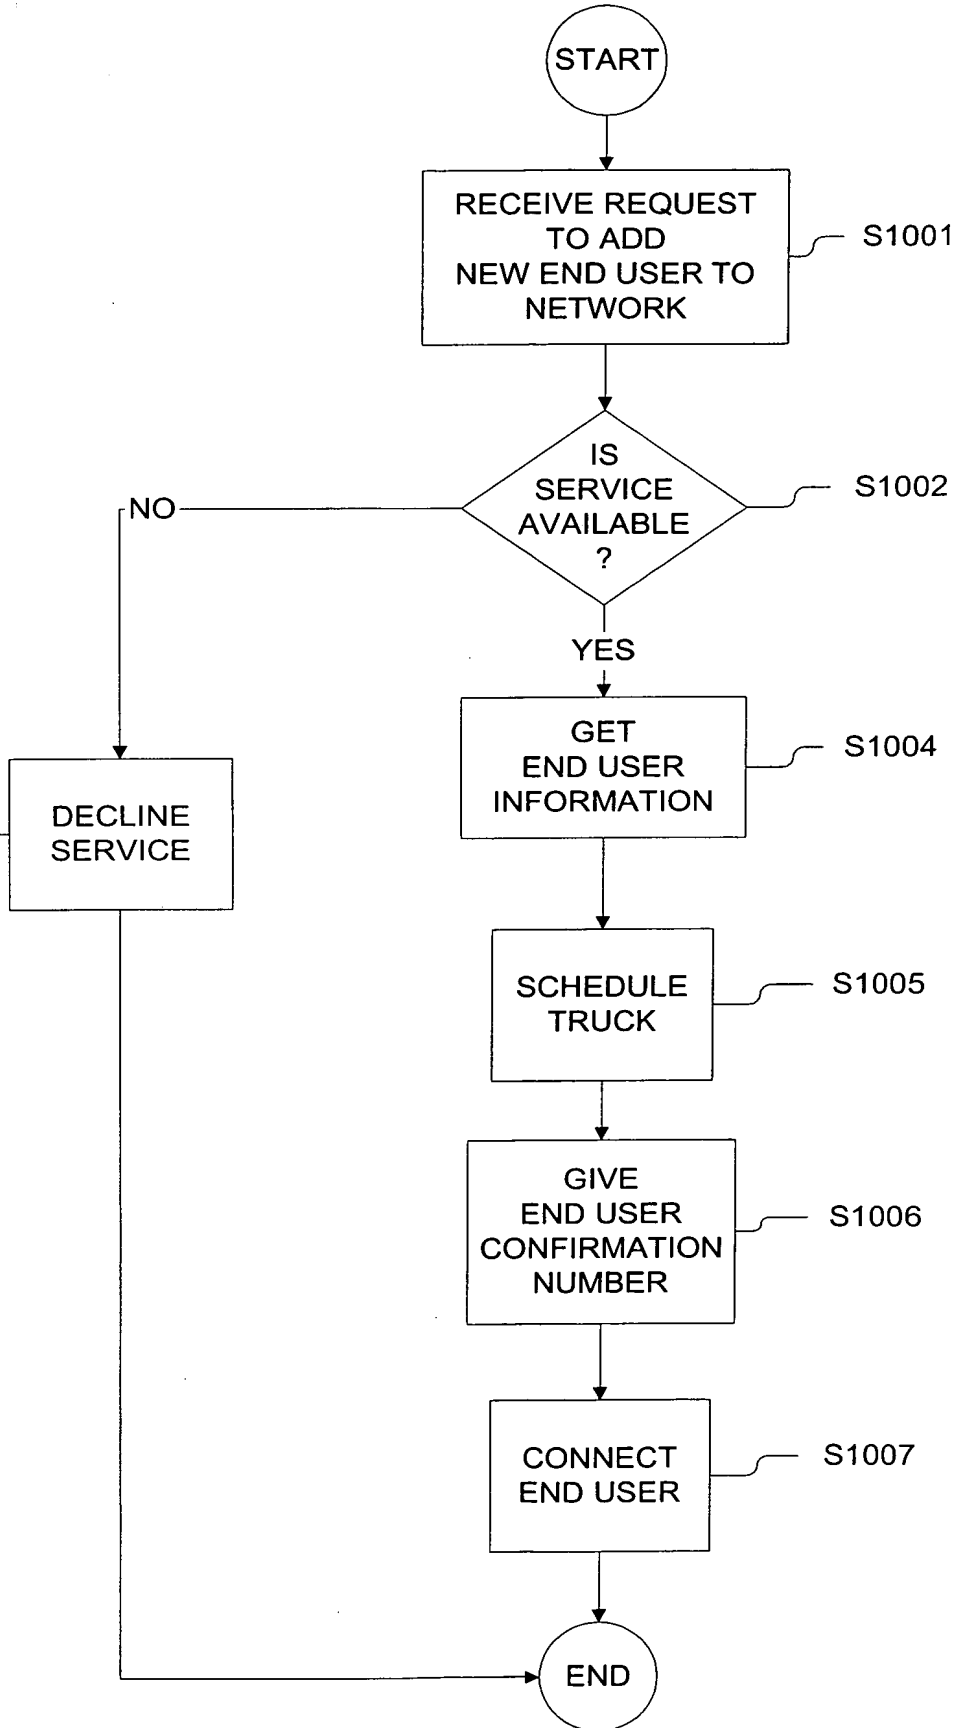 START
RECEIVE REQUEST
TO ADD
NEW END USER TO
NETWORK
S1001
IS
SERVICE
AVAILABLE
?
S1002
NO
YES
GET
END USER
INFORMATION
S1004
DECLINE
SERVICE
SCHEDULE
TRUCK
S1005
GIVE
END USER
CONFIRMATION
NUMBER
S1006
CONNECT
END USER
S1007
END